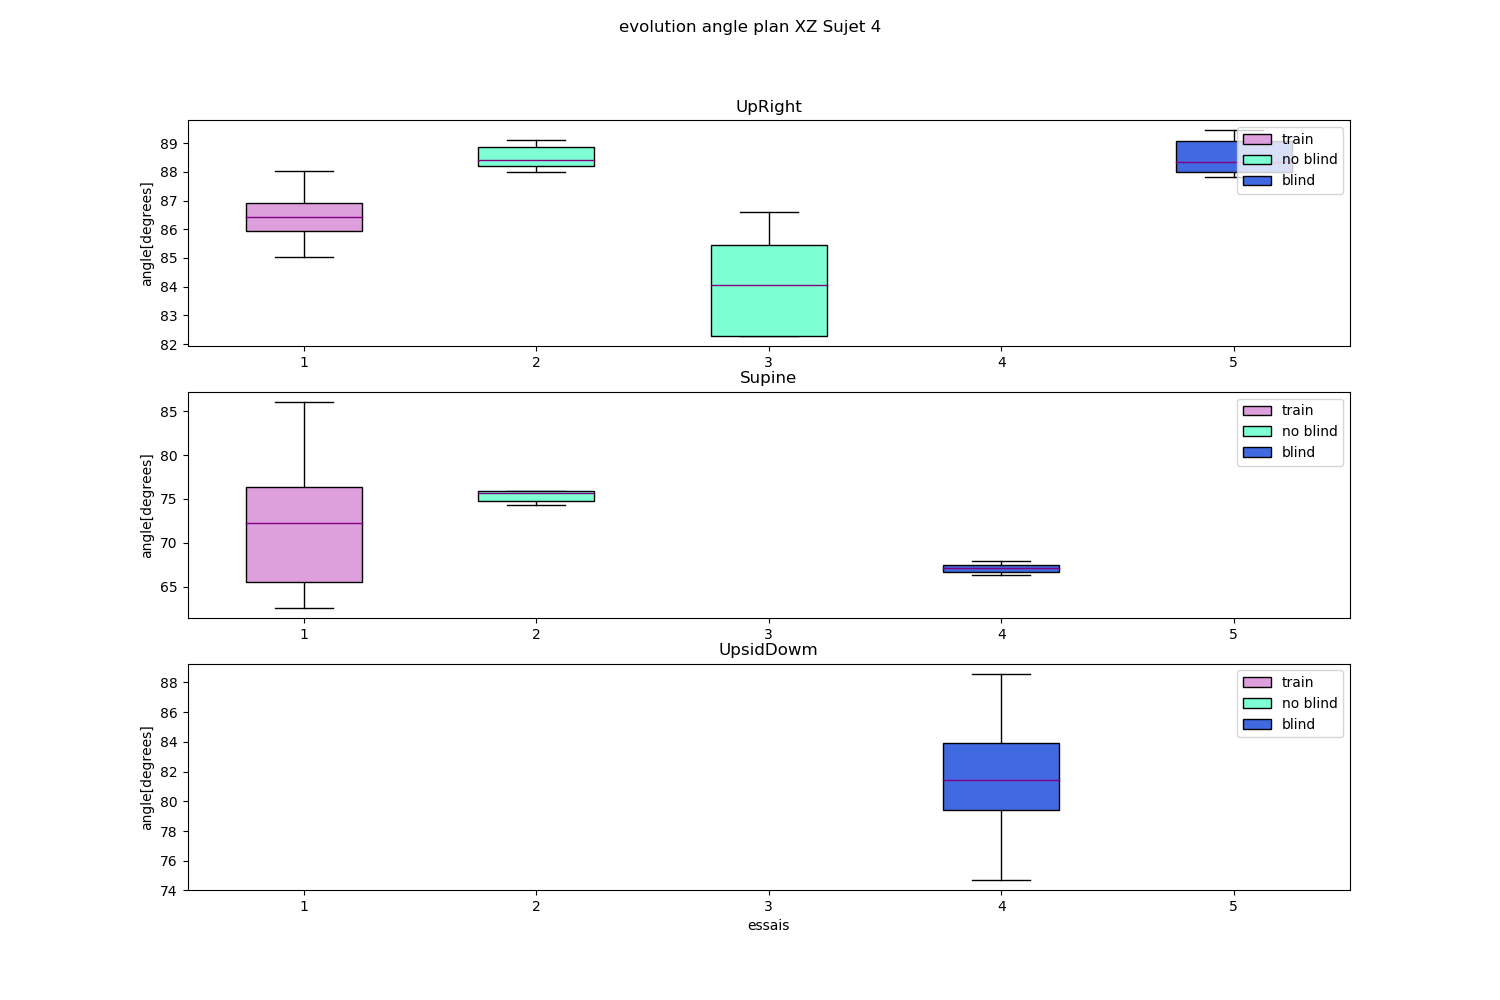 evolution angle plan XZ Sujet 4
UpRight
angle[degrees]
89
88
87
86
85
84
83
82
train
no blind
blind
1 2 3 4 5
Supine
angle[degrees]
85
80
75
70
65
train
no blind
blind
1 2 3 4 5
UpsidDowm
angle[degrees]
88
86
84
82
80
78
76
74
train
no blind
blind
1 2 3 4 5
essais